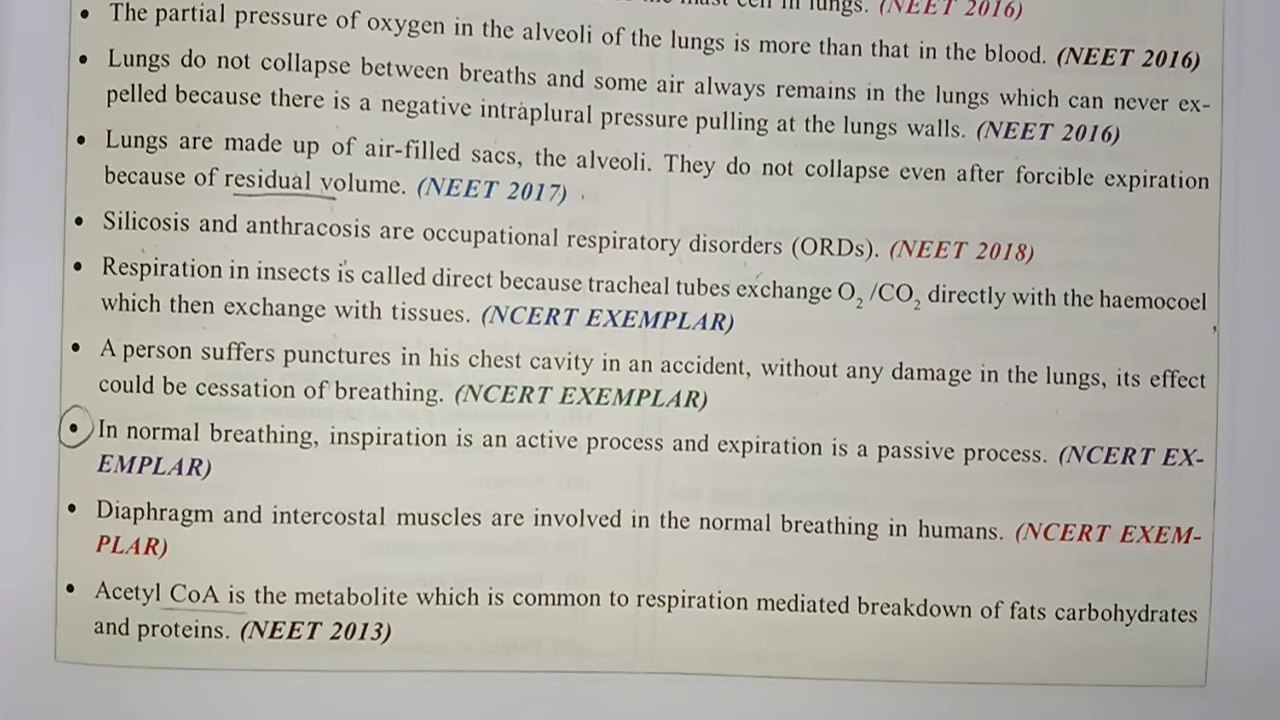 cell in lungs. (NEET 2016)
• The partial pressure of oxygen in the alveoli of the lungs is more than that in the blood. (NEET 2016)
• Lungs do not collapse between breaths and some air always remains in the lungs which can never ex-
pelled because there is a negative intraplural pressure pulling at the lungs walls. (NEET 2016)
• Lungs are made up of air-filled sacs, the alveoli. They do not collapse even after forcible expiration
because of residual volume. (NEET 2017)
• Silicosis and anthracosis are occupational respiratory disorders (ORDs). (NEET 2018)
• Respiration in insects is called direct because tracheal tubes exchange O₂ /CO₂ directly with the haemocoel
which then exchange with tissues. (NCERT EXEMPLAR)
• A person suffers punctures in his chest cavity in an accident, without any damage in the lungs, its effect
could be cessation of breathing. (NCERT EXEMPLAR)
• In normal breathing, inspiration is an active process and expiration is a passive process. (NCERT EX-
EMPLAR)
• Diaphragm and intercostal muscles are involved in the normal breathing in humans. (NCERT EXEM-
PLAR)
• Acetyl CoA is the metabolite which is common to respiration mediated breakdown of fats carbohydrates
and proteins. (NEET 2013)